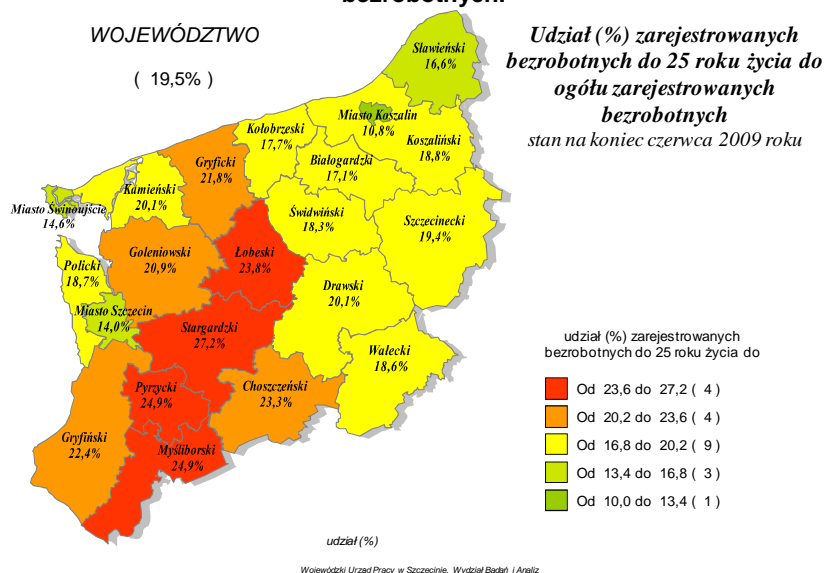 bezrobotnych.
WOJEWÓDZTWO
( 19,5% )
Udział (%) zarejestrowanych
bezrobotnych do 25 roku życia do
ogółu zarejestrowanych
bezrobotnych
stan na koniec czerwca 2009 roku
Sławieński
16,6%
Miasto Koszalin
10,8%
Kołobrzeski
17,7%
Koszaliński
18,8%
Białogardzki
17,1%
Gryficki
21,8%
Kamieński
20,1%
Miasto Świnoujście
14,6%
Świdwiński
18,3%
Szczecinecki
19,4%
Goleniowski
20,9%
Łobeski
23,8%
Policki
18,7%
Drawski
20,1%
Miasto Szczecin
14,0%
Stargardzki
27,2%
Wałecki
18,6%
Pyrzycki
24,9%
Choszczeński
23,3%
Gryfiński
22,4%
Myśliborski
24,9%
udział (%) zarejestrowanych
bezrobotnych do 25 roku życia do
Od 23,6 do 27,2 ( 4 )
Od 20,2 do 23,6 ( 4 )
Od 16,8 do 20,2 ( 9 )
Od 13,4 do 16,8 ( 3 )
Od 10,0 do 13,4 ( 1 )
udział (%)
Wojewódzki Urząd Pracy w Szczecinie, Wydział Badań i Analiz